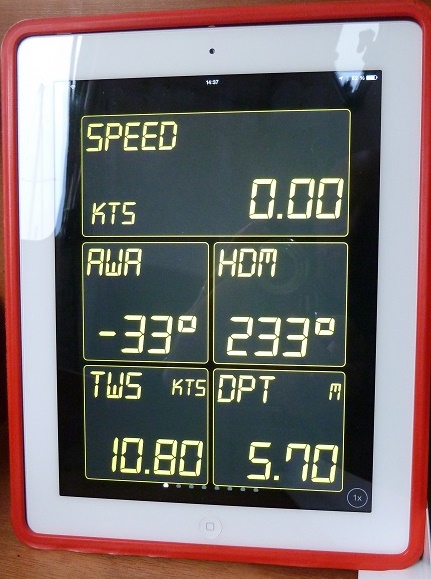 14:37
SPEED
KTS 0.00
AWA
-33°
HDM
233°
TWS KTS
10.80
DPT M
5.70
1x